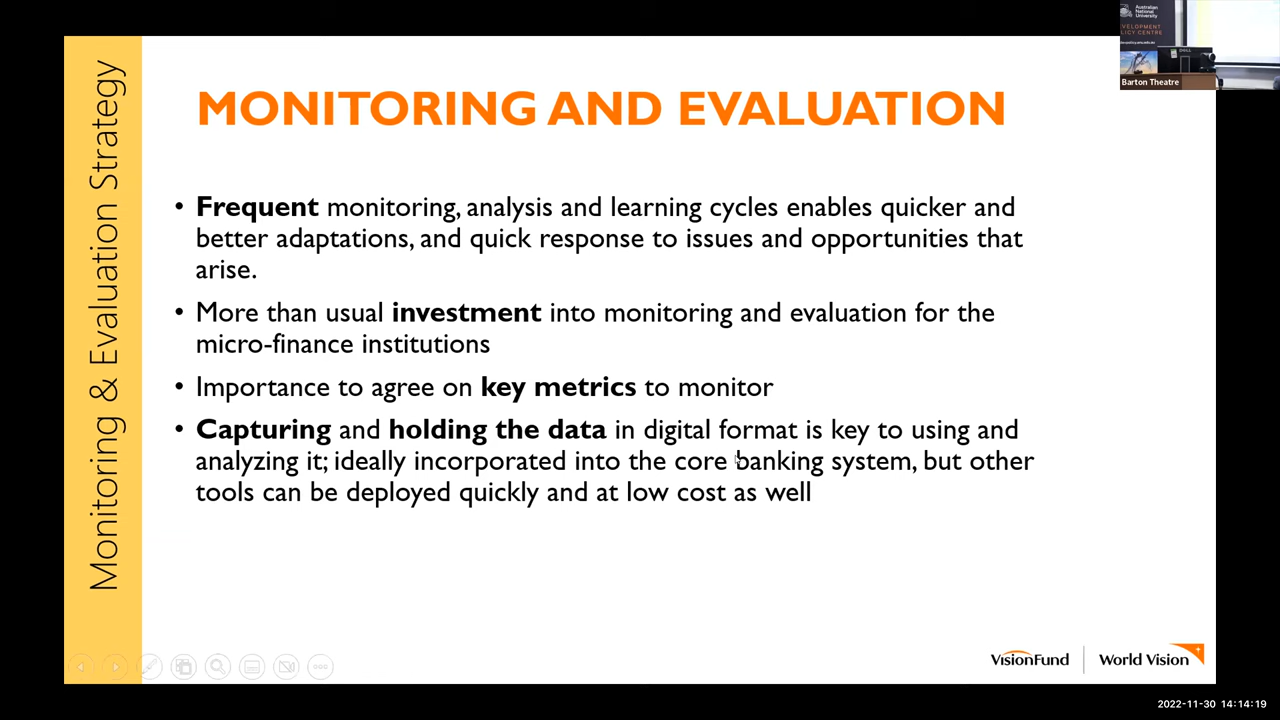 Monitoring & Evaluation Strategy
MONITORING AND EVALUATION
• Frequent monitoring, analysis and learning cycles enables quicker and
better adaptations, and quick response to issues and opportunities that
arise.
• More than usual investment into monitoring and evaluation for the
micro-finance institutions
• Importance to agree on key metrics to monitor
• Capturing and holding the data in digital format is key to using and
analyzing it; ideally incorporated into the core banking system, but other
tools can be deployed quickly and at low cost as well
VisionFund
World Vision
Australian
National
University
Barton Theatre
2022-11-30 14:14:19